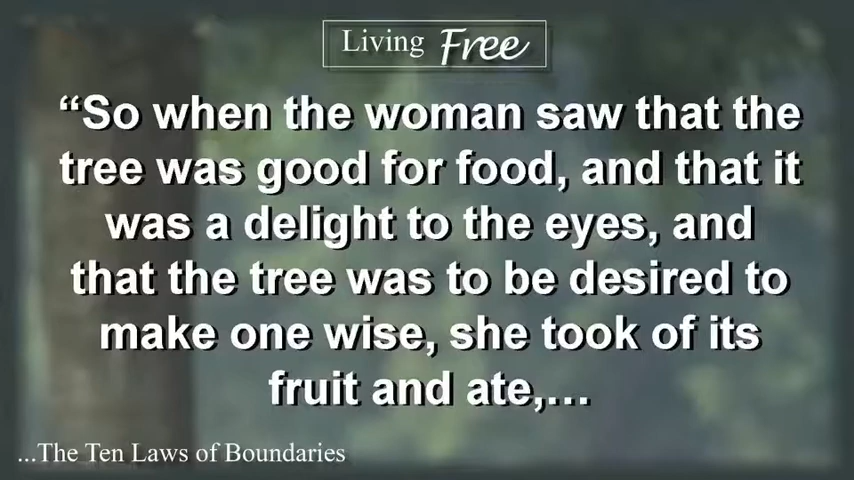 Living Free
“So when the woman saw that the
tree was good for food, and that it
was a delight to the eyes, and
that the tree was to be desired to
make one wise, she took of its
fruit and ate,...
...The Ten Laws of Boundaries